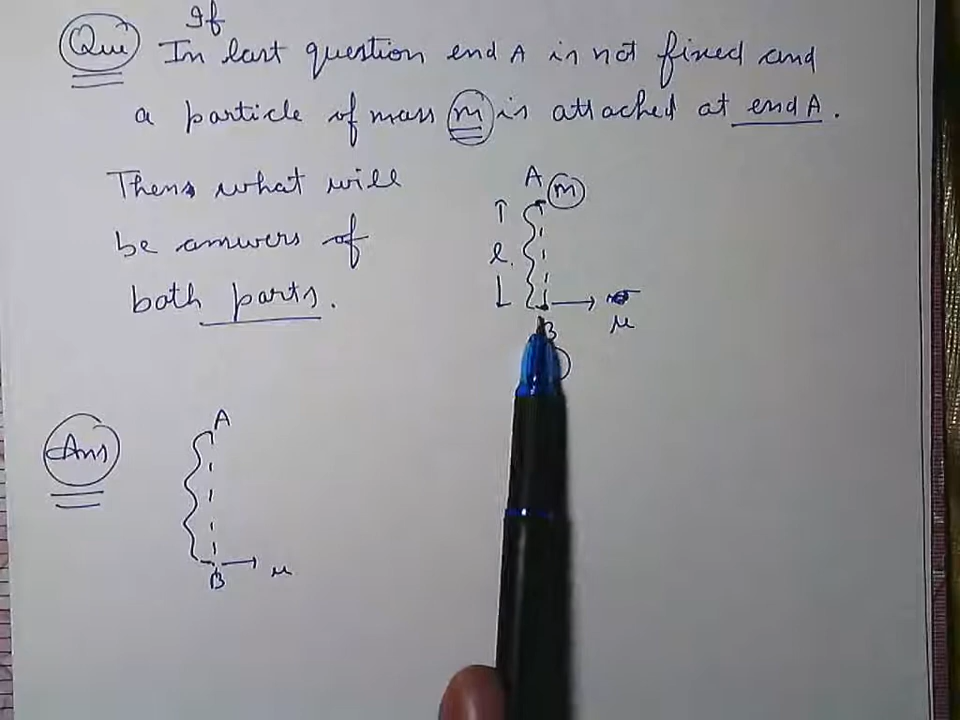 If
Que In last question end A is not fixed and
a particle of mass m is attached at end A.
Then what will
be answers of
both parts.
A m
l
B
u
Ans
A
B
u